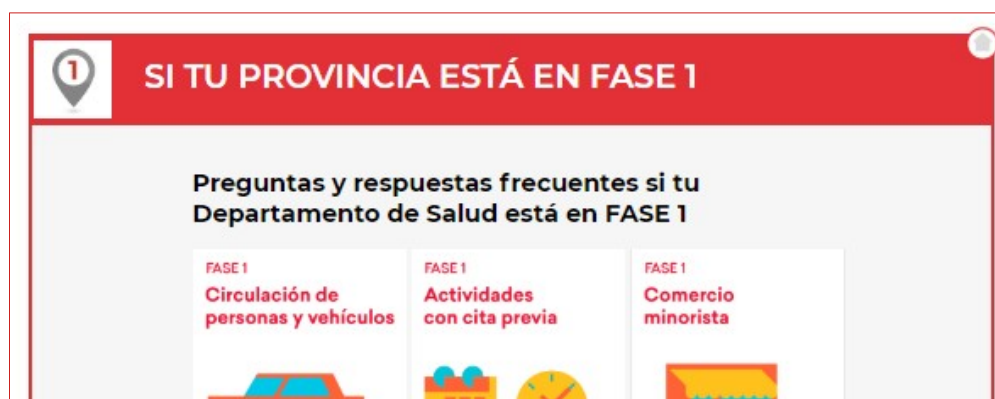 1
SI TU PROVINCIA ESTÁ EN FASE 1
Preguntas y respuestas frecuentes si tu
Departamento de Salud está en FASE 1
FASE 1
Circulación de
personas y vehículos
FASE 1
Actividades
con cita previa
FASE 1
Comercio
minorista